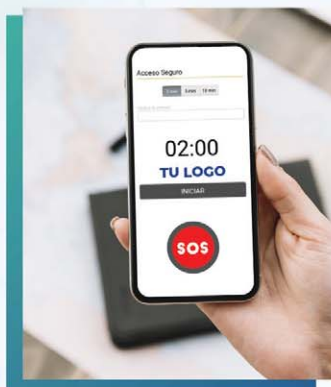 Acceso Seguro
5 min 10 min
02:00
TU LOGO
INICIAR
SOS